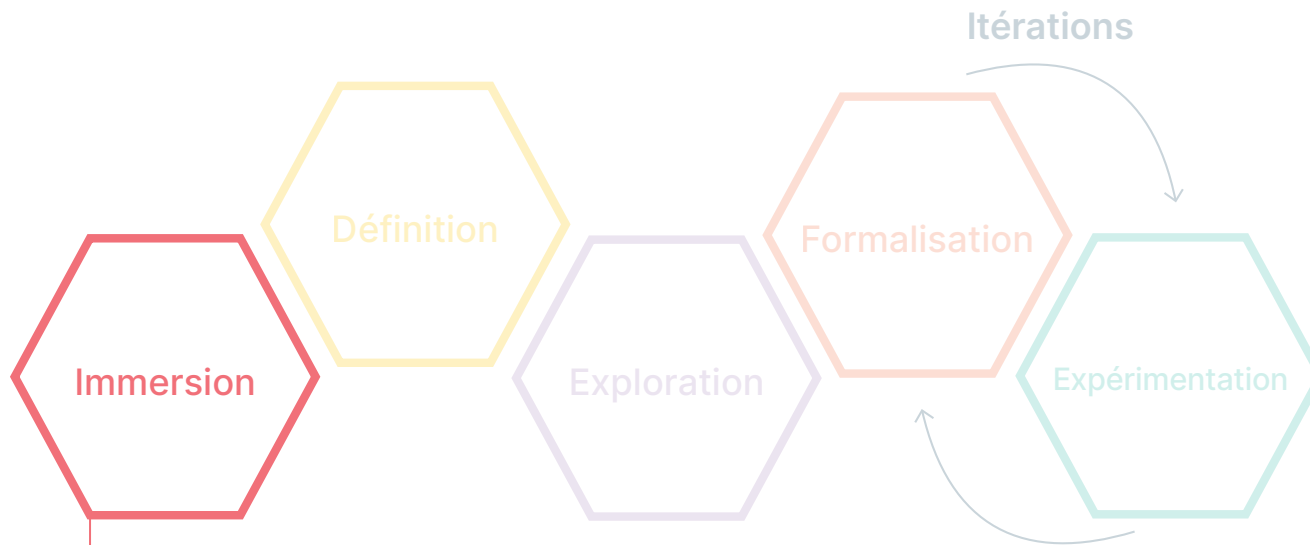 Itérations
Définition
Formalisation
Immersion
Exploration
Expérimentation